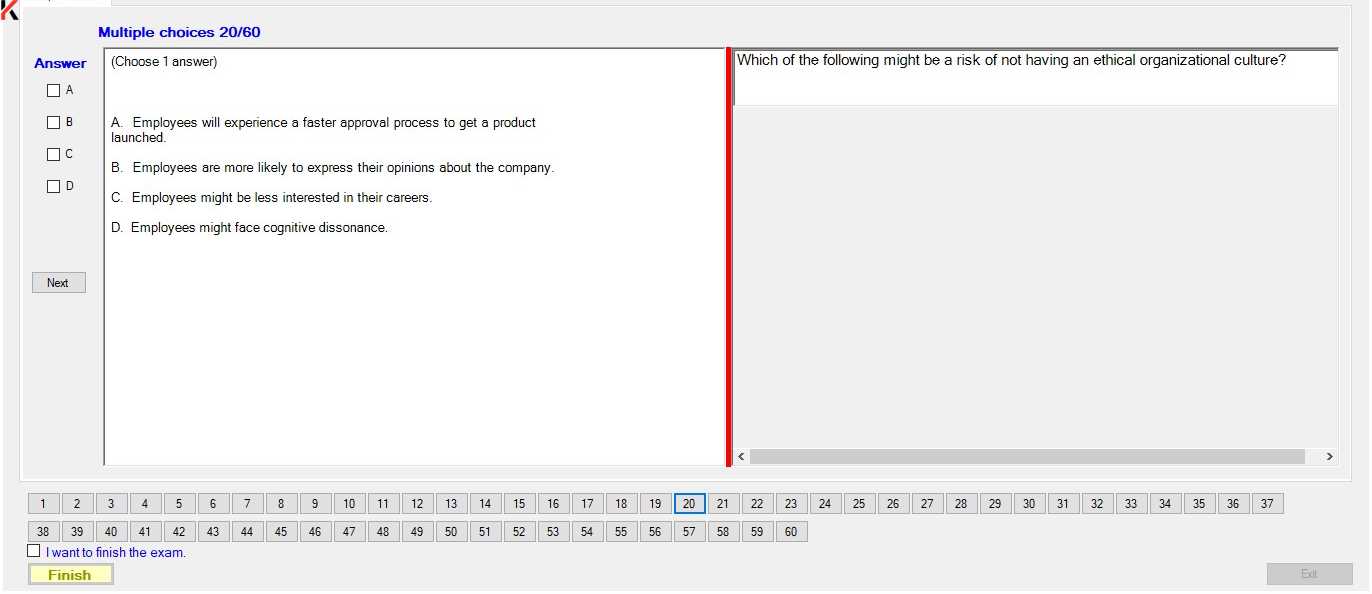 Multiple choices 20/60
Answer
A
B
C
D
Next
(Choose 1 answer)
A. Employees will experience a faster approval process to get a product
launched.
B. Employees are more likely to express their opinions about the company.
C. Employees might be less interested in their careers.
D. Employees might face cognitive dissonance.
Which of the following might be a risk of not having an ethical organizational culture?
1 2 3 4 5 6 7 8 9 10 11 12 13 14 15 16 17 18 19 20 21 22 23 24 25 26 27 28 29 30 31 32 33 34 35 36 37
38 39 40 41 42 43 44 45 46 47 48 49 50 51 52 53 54 55 56 57 58 59 60
I want to finish the exam.
Finish
Exit